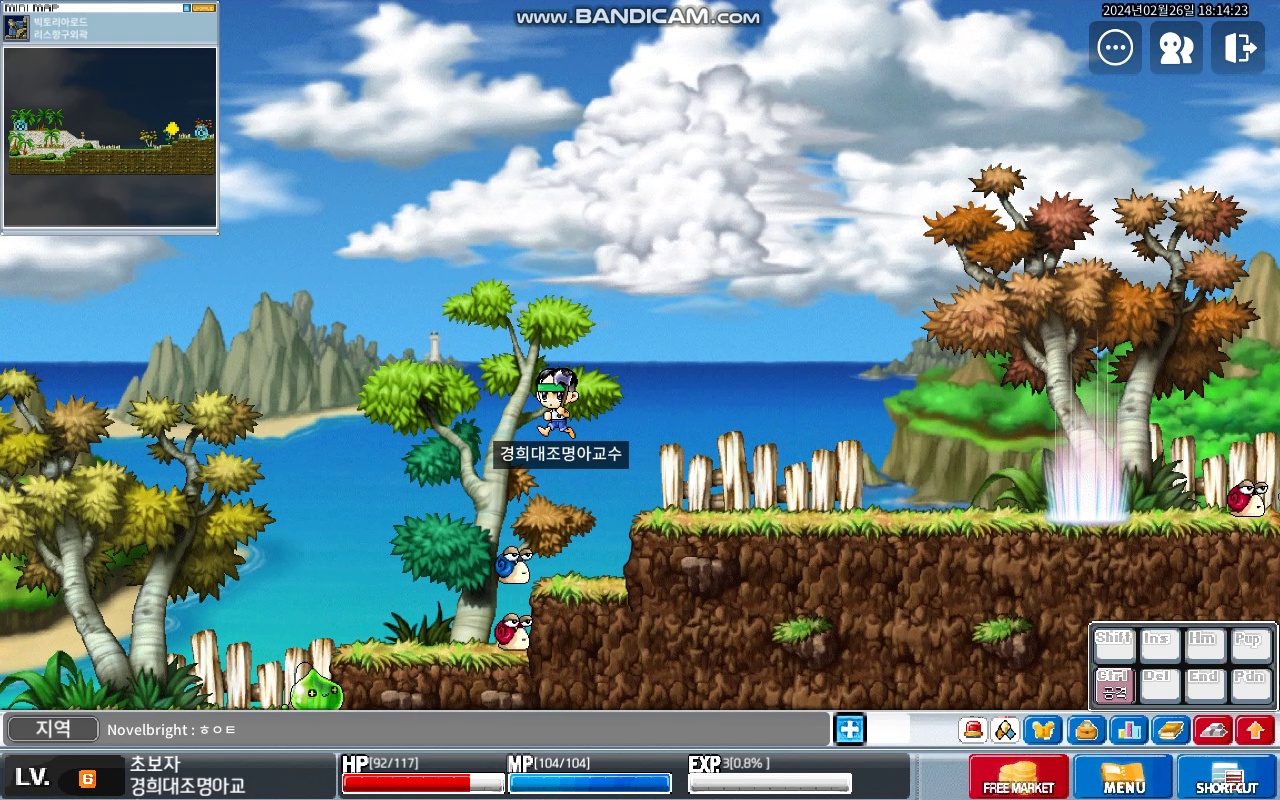 MINI MAP
WORLD
빅토리아로드
리스항구외곽
www.BANDICAM.com
2024년02월26일 18:14:23
경희대조명아교수
Shift Ins Hm Pup
Ctrl Del End Pdn
공격
지역 Novelbright : ㅎㅇㅌ
LV. 6 초보자
경희대조명아교
HP[92/117] MP[104/104] EXP 3[0.8% ]
FREE MARKET MENU SHORTCUT